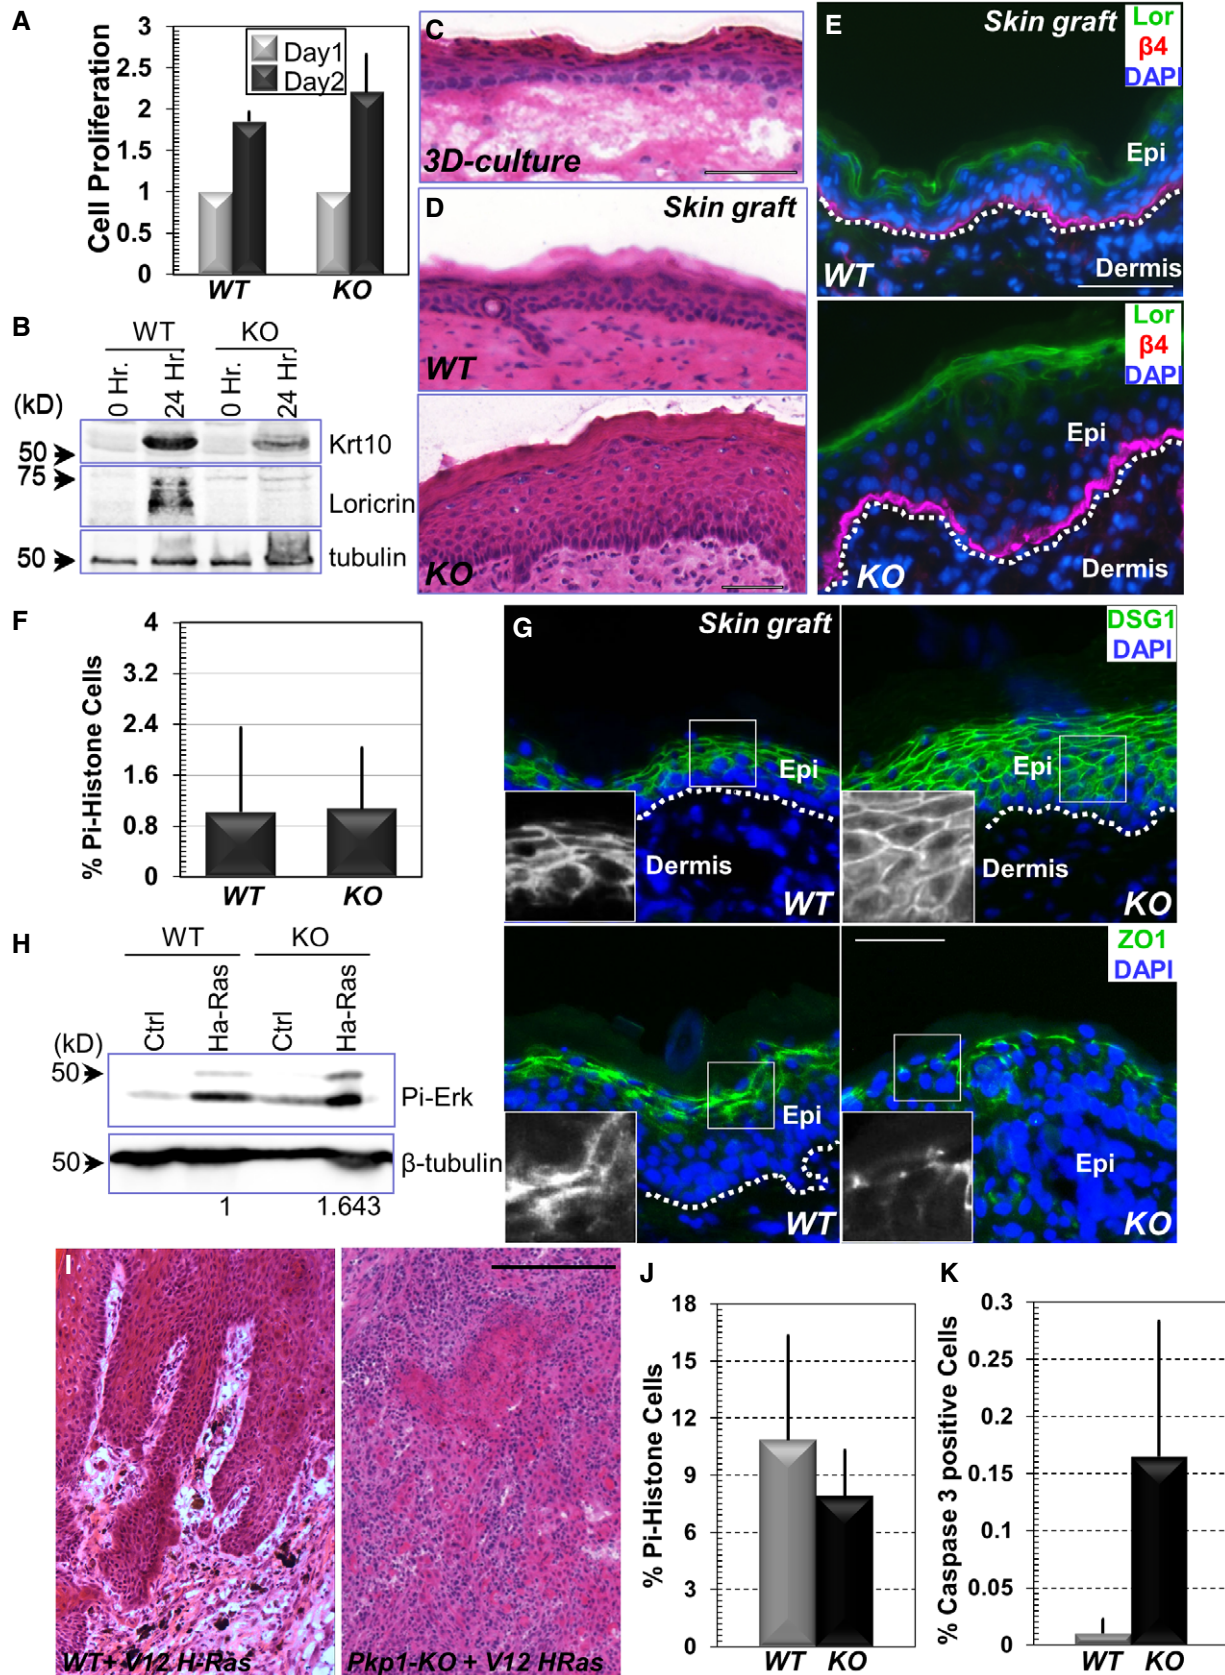 A
3
2.5
2
1.5
1
0.5
0
Cell Proliferation
Day1
Day2
WT
KO
B
WT
KO
0 Hr.
24 Hr.
0 Hr.
24 Hr.
(kD)
50
75
50
Krt10
Loricrin
tubulin
C
3D-culture
D
Skin graft
WT
KO
E
Skin graft
Lor
β4
DAPI
Epi
WT
Dermis
Lor
β4
DAPI
Epi
KO
Dermis
F
4
3.2
2.4
1.6
0.8
0
% Pi-Histone Cells
WT
KO
G
Skin graft
DSG1
DAPI
Epi
Dermis
WT
Epi
Dermis
KO
ZO1
DAPI
Epi
WT
Epi
KO
H
WT
KO
Ctrl
Ha-Ras
Ctrl
Ha-Ras
(kD)
50
50
Pi-Erk
β-tubulin
1
1.643
I
WT+ V12 H-Ras
Pkp1-KO + V12 HRas
J
18
15
12
9
6
3
0
% Pi-Histone Cells
WT
KO
K
0.3
0.25
0.2
0.15
0.1
0.05
0
% Caspase 3 positive Cells
WT
KO